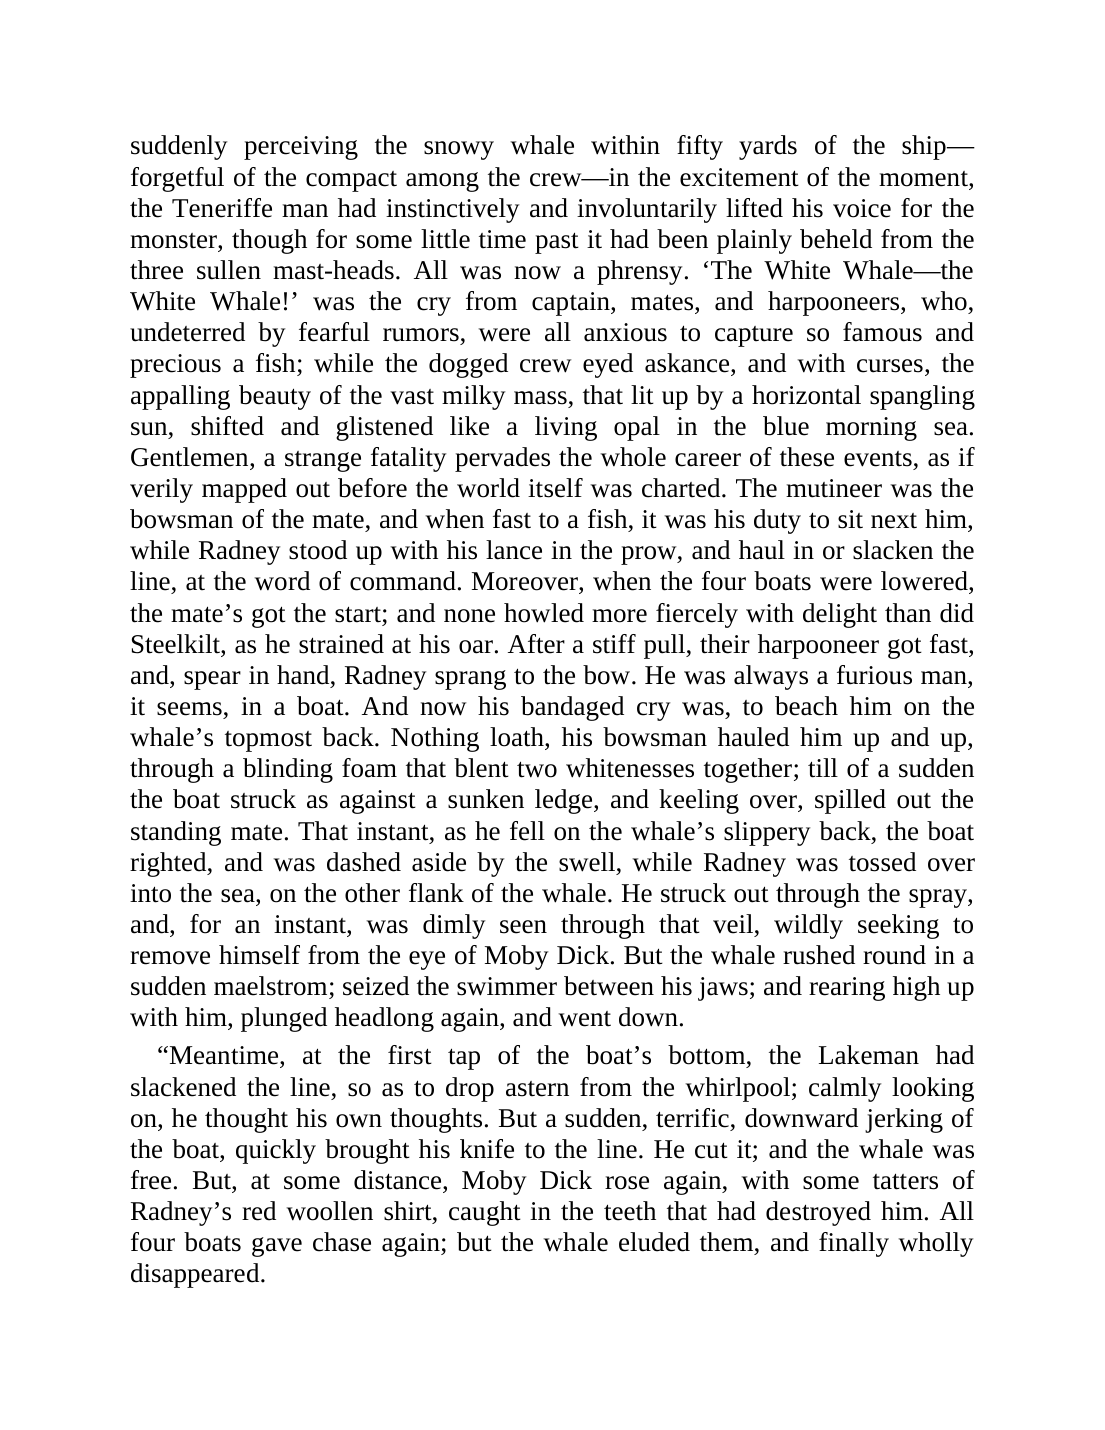 suddenly perceiving the snowy whale within fifty yards of the ship—
forgetful of the compact among the crew—in the excitement of the moment,
the Teneriffe man had instinctively and involuntarily lifted his voice for the
monster, though for some little time past it had been plainly beheld from the
three sullen mast-heads. All was now a phrensy. ‘The White Whale—the
White Whale!’ was the cry from captain, mates, and harpooneers, who,
undeterred by fearful rumors, were all anxious to capture so famous and
precious a fish; while the dogged crew eyed askance, and with curses, the
appalling beauty of the vast milky mass, that lit up by a horizontal spangling
sun, shifted and glistened like a living opal in the blue morning sea.
Gentlemen, a strange fatality pervades the whole career of these events, as if
verily mapped out before the world itself was charted. The mutineer was the
bowsman of the mate, and when fast to a fish, it was his duty to sit next him,
while Radney stood up with his lance in the prow, and haul in or slacken the
line, at the word of command. Moreover, when the four boats were lowered,
the mate’s got the start; and none howled more fiercely with delight than did
Steelkilt, as he strained at his oar. After a stiff pull, their harpooneer got fast,
and, spear in hand, Radney sprang to the bow. He was always a furious man,
it seems, in a boat. And now his bandaged cry was, to beach him on the
whale’s topmost back. Nothing loath, his bowsman hauled him up and up,
through a blinding foam that blent two whitenesses together; till of a sudden
the boat struck as against a sunken ledge, and keeling over, spilled out the
standing mate. That instant, as he fell on the whale’s slippery back, the boat
righted, and was dashed aside by the swell, while Radney was tossed over
into the sea, on the other flank of the whale. He struck out through the spray,
and, for an instant, was dimly seen through that veil, wildly seeking to
remove himself from the eye of Moby Dick. But the whale rushed round in a
sudden maelstrom; seized the swimmer between his jaws; and rearing high up
with him, plunged headlong again, and went down.
“Meantime, at the first tap of the boat’s bottom, the Lakeman had
slackened the line, so as to drop astern from the whirlpool; calmly looking
on, he thought his own thoughts. But a sudden, terrific, downward jerking of
the boat, quickly brought his knife to the line. He cut it; and the whale was
free. But, at some distance, Moby Dick rose again, with some tatters of
Radney’s red woollen shirt, caught in the teeth that had destroyed him. All
four boats gave chase again; but the whale eluded them, and finally wholly
disappeared.